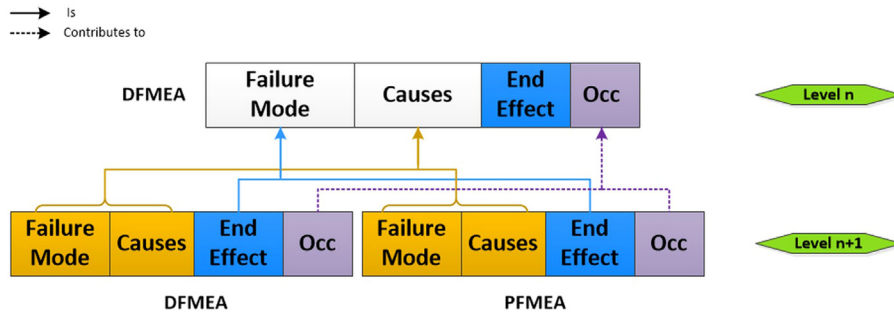 Is
Contributes to
DFMEA
Failure
Mode
Causes
End
Effect
Occ
Level n
Failure
Mode
Causes
End
Effect
Occ
Failure
Mode
Causes
End
Effect
Occ
Level n+1
DFMEA
PFMEA